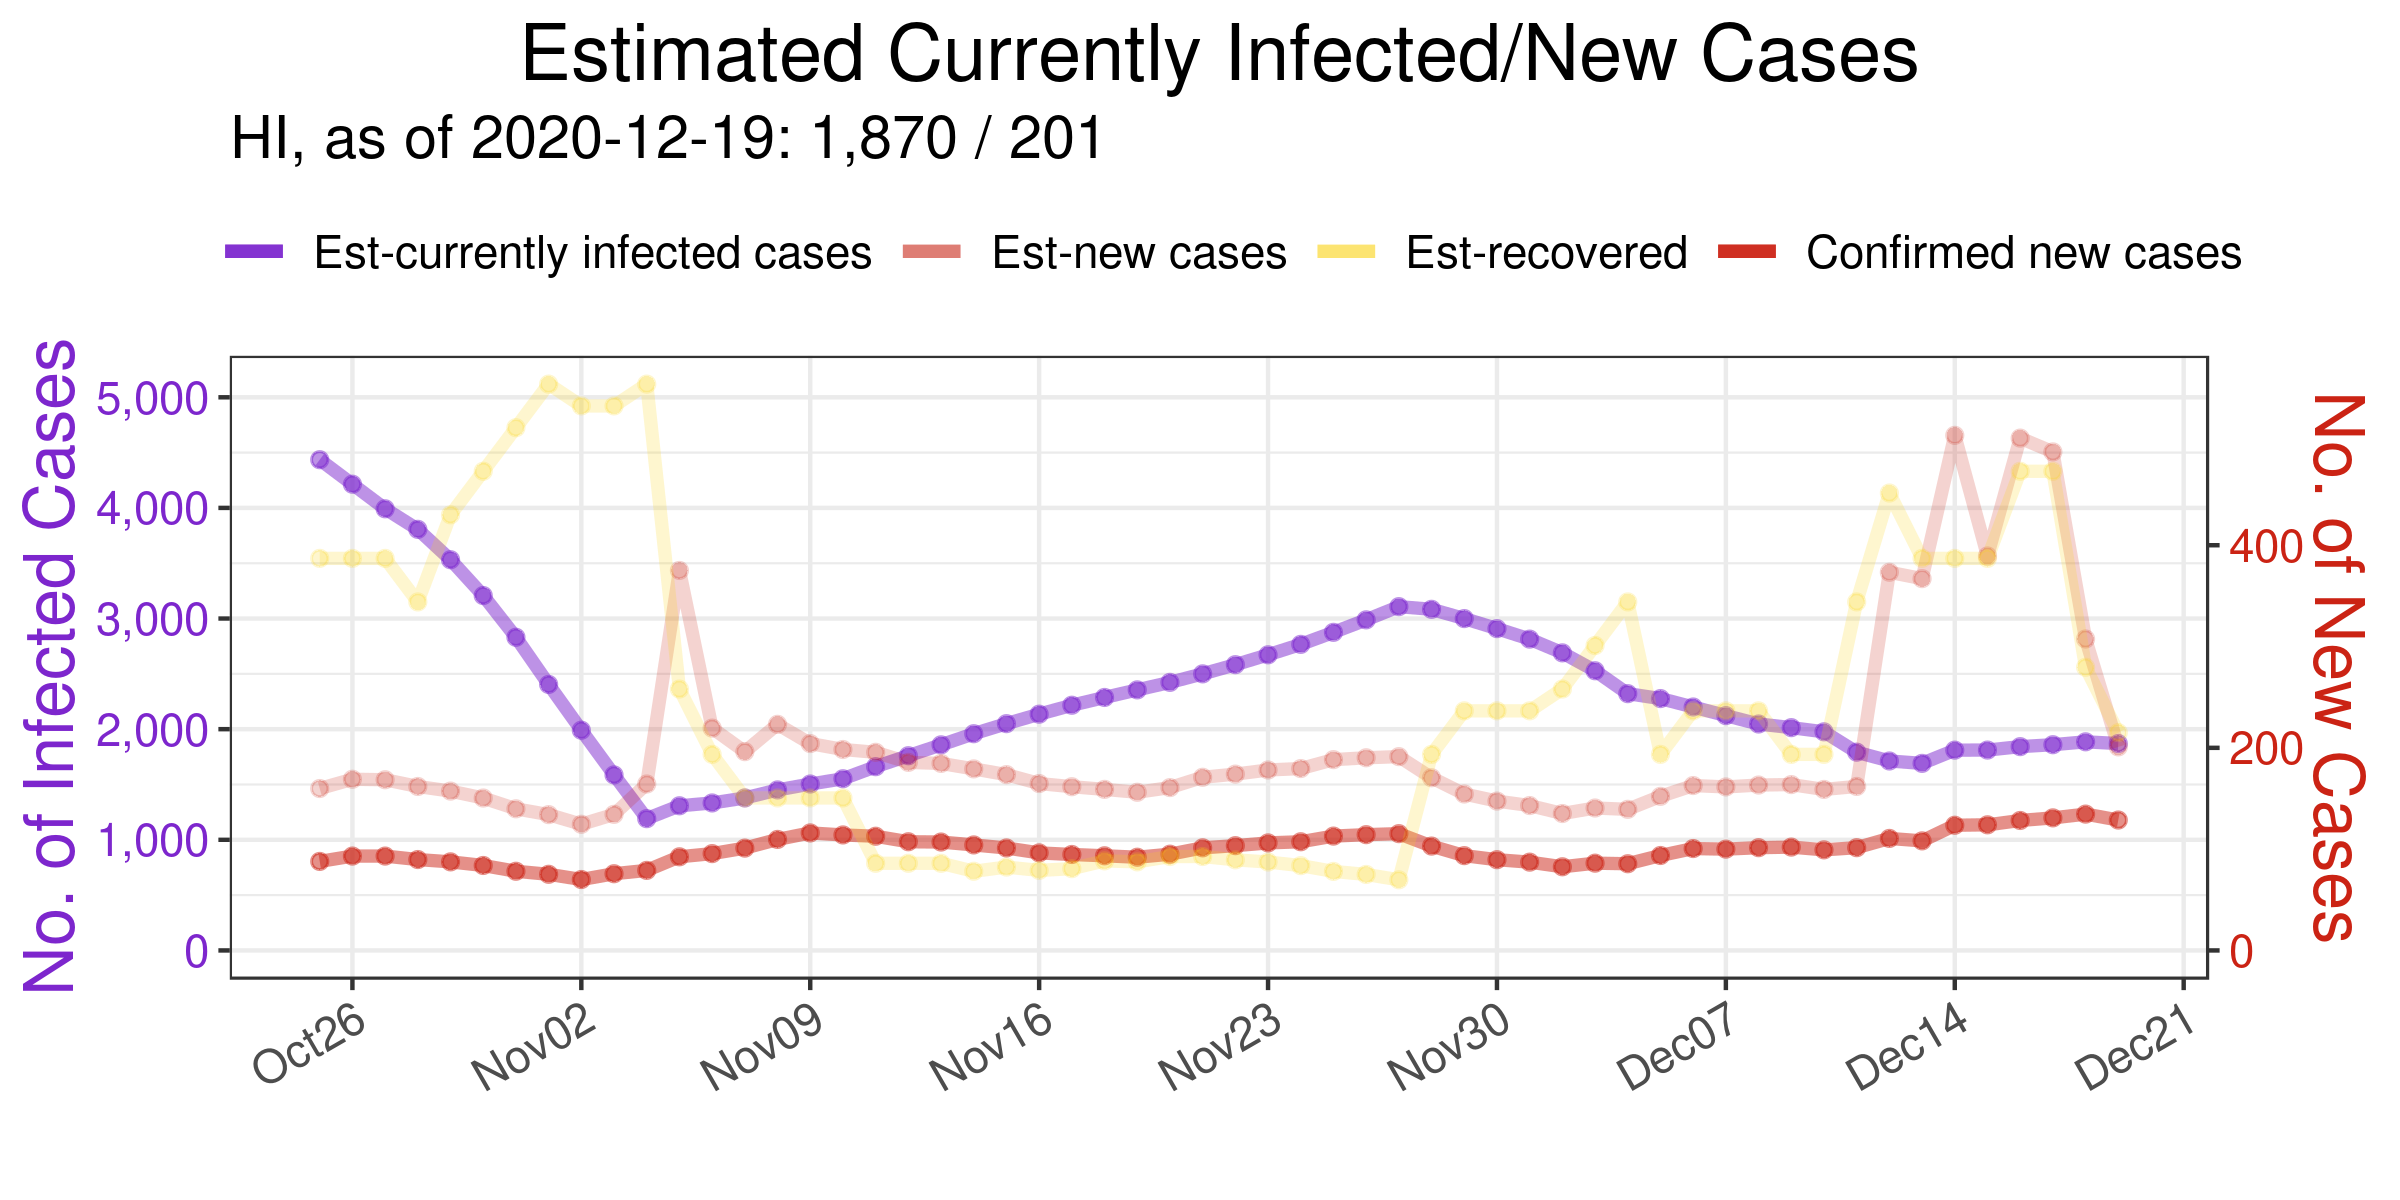 Estimated Currently Infected/New Cases
HI, as of 2020-12-19: 1,870 / 201
Est-currently infected cases Est-new cases Est-recovered Confirmed new cases
No. of Infected Cases
5,000
4,000
3,000
2,000
1,000
0
No. of New Cases
400
200
0
Oct26 Nov02 Nov09 Nov16 Nov23 Nov30 Dec07 Dec14 Dec21